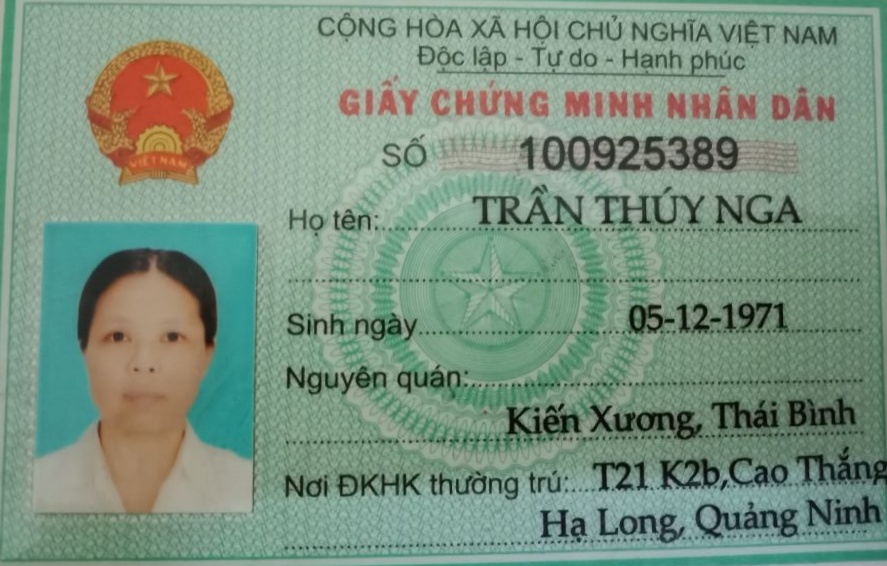 CỘNG HÒA XÃ HỘI CHỦ NGHĨA VIỆT NAM
Độc lập - Tự do - Hạnh phúc
GIẤY CHỨNG MINH NHÂN DÂN
SỐ 100925389
VIỆT NAM
Họ tên: TRẦN THÚY NGA
Sinh ngày 05-12-1971
Nguyên quán:
Kiến Xương, Thái Bình
Nơi ĐKHK thường trú: T21 K2b,Cao Thắng
Hạ Long, Quảng Ninh